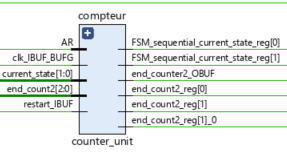 compteur
AR
clk_IBUF_BUFG
current_state[1:0]
end_count2[2:0]
restart_IBUF
FSM_sequential_current_state_reg[0]
FSM_sequential_current_state_reg[1]
end_counter2_OBUF
end_count2_reg[0]
end_count2_reg[1]
end_count2_reg[1]_0
counter_unit